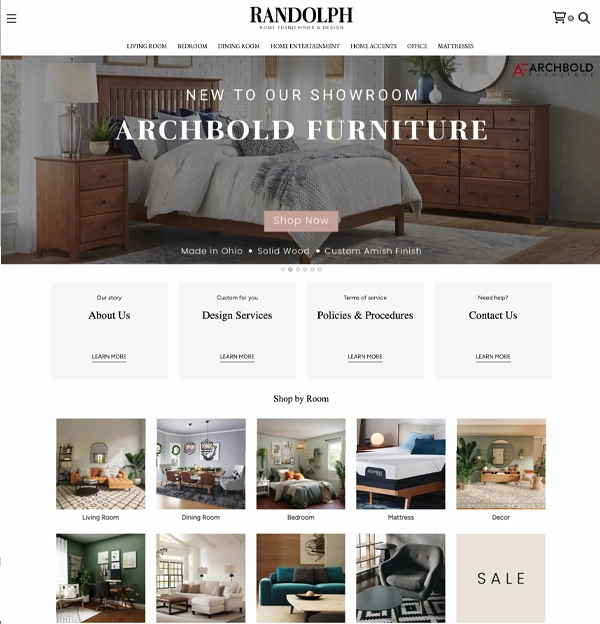 RANDOLPH
HOME FURNISHINGS & DESIGN
0
LIVING ROOM BEDROOM DINING ROOM HOME ENTERTAINMENT HOME ACCENTS OFFICE MATTRESSES
ARCHBOLD
FURNITURE
NEW TO OUR SHOWROOM
ARCHBOLD FURNITURE
Shop Now
Made in Ohio • Solid Wood • Custom Amish Finish
Our story Custom for you Terms of service Need help?
About Us Design Services Policies & Procedures Contact Us
LEARN MORE LEARN MORE LEARN MORE LEARN MORE
Shop by Room
Living Room Dining Room Bedroom Mattress Decor
SALE